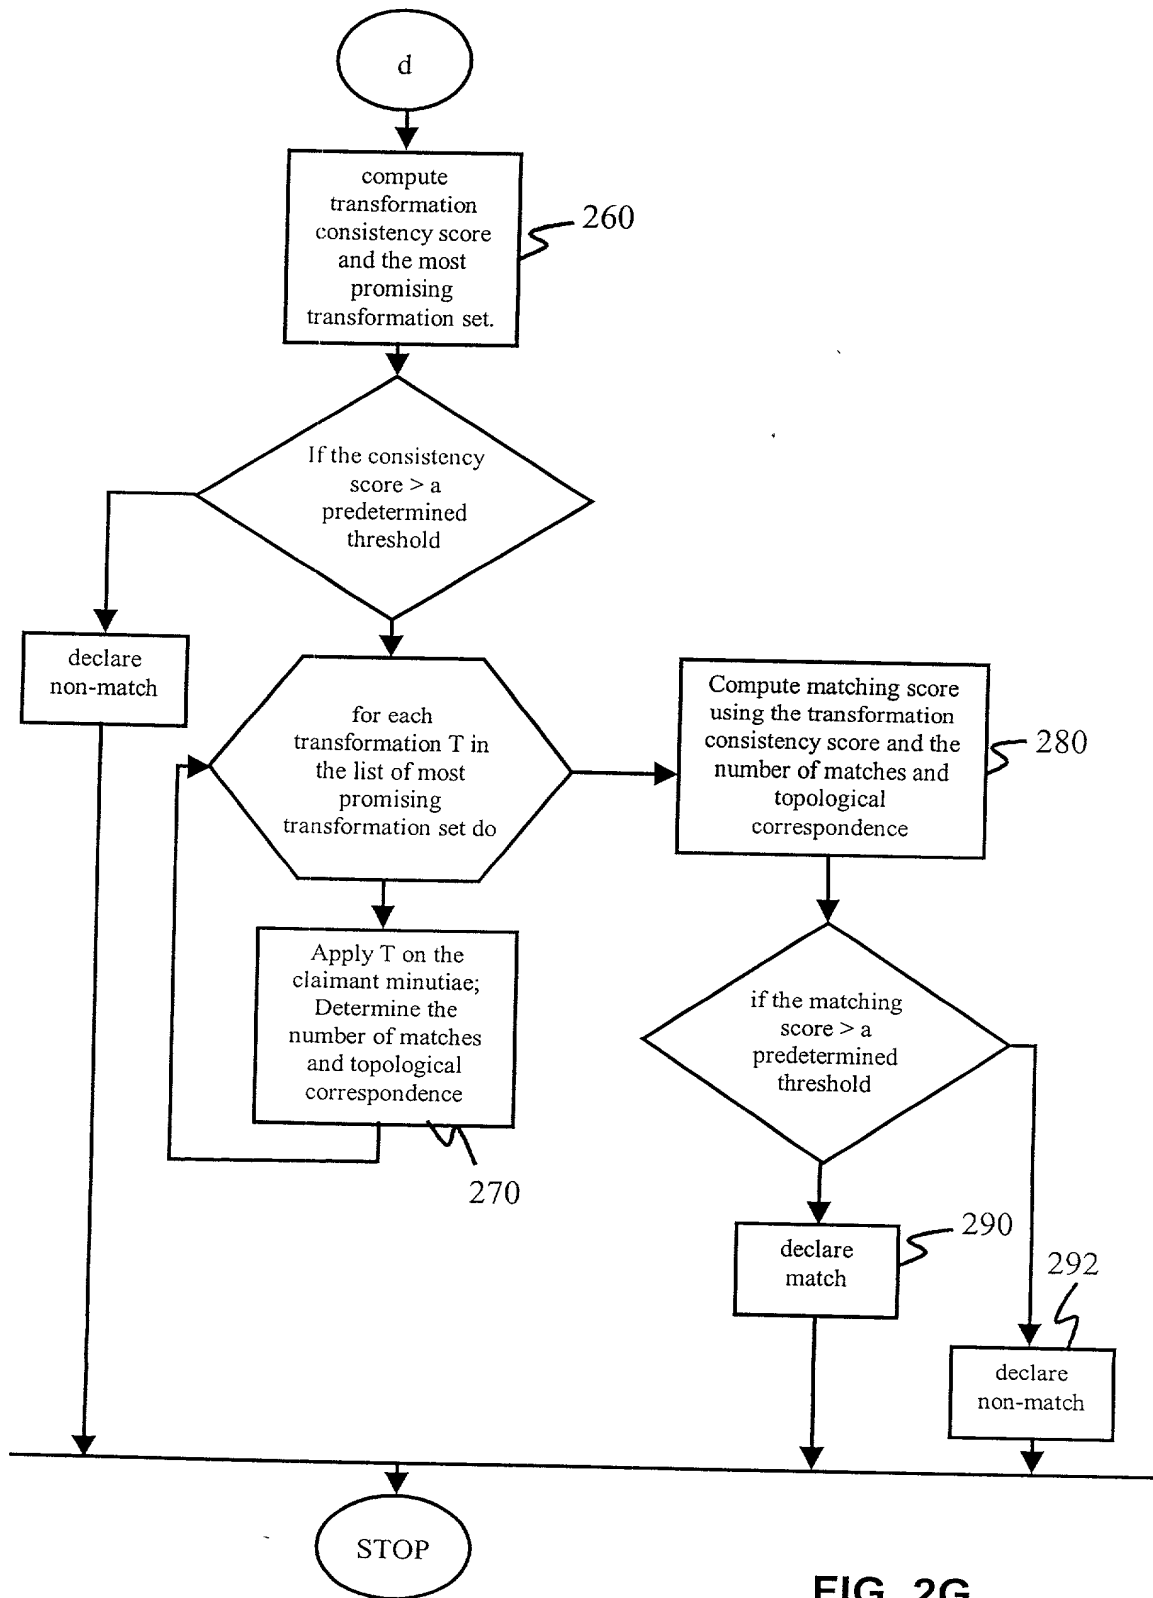 d
compute
transformation
consistency score
and the most
promising
transformation set.
260
If the consistency
score > a
predetermined
threshold
declare
non-match
for each
transformation T in
the list of most
promising
transformation set do
Compute matching score
using the transformation
consistency score and the
number of matches and
topological
correspondence
280
Apply T on the
claimant minutiae;
Determine the
number of matches
and topological
correspondence
270
if the matching
score > a
predetermined
threshold
declare
match
290
292
declare
non-match
STOP
FIG. 2G